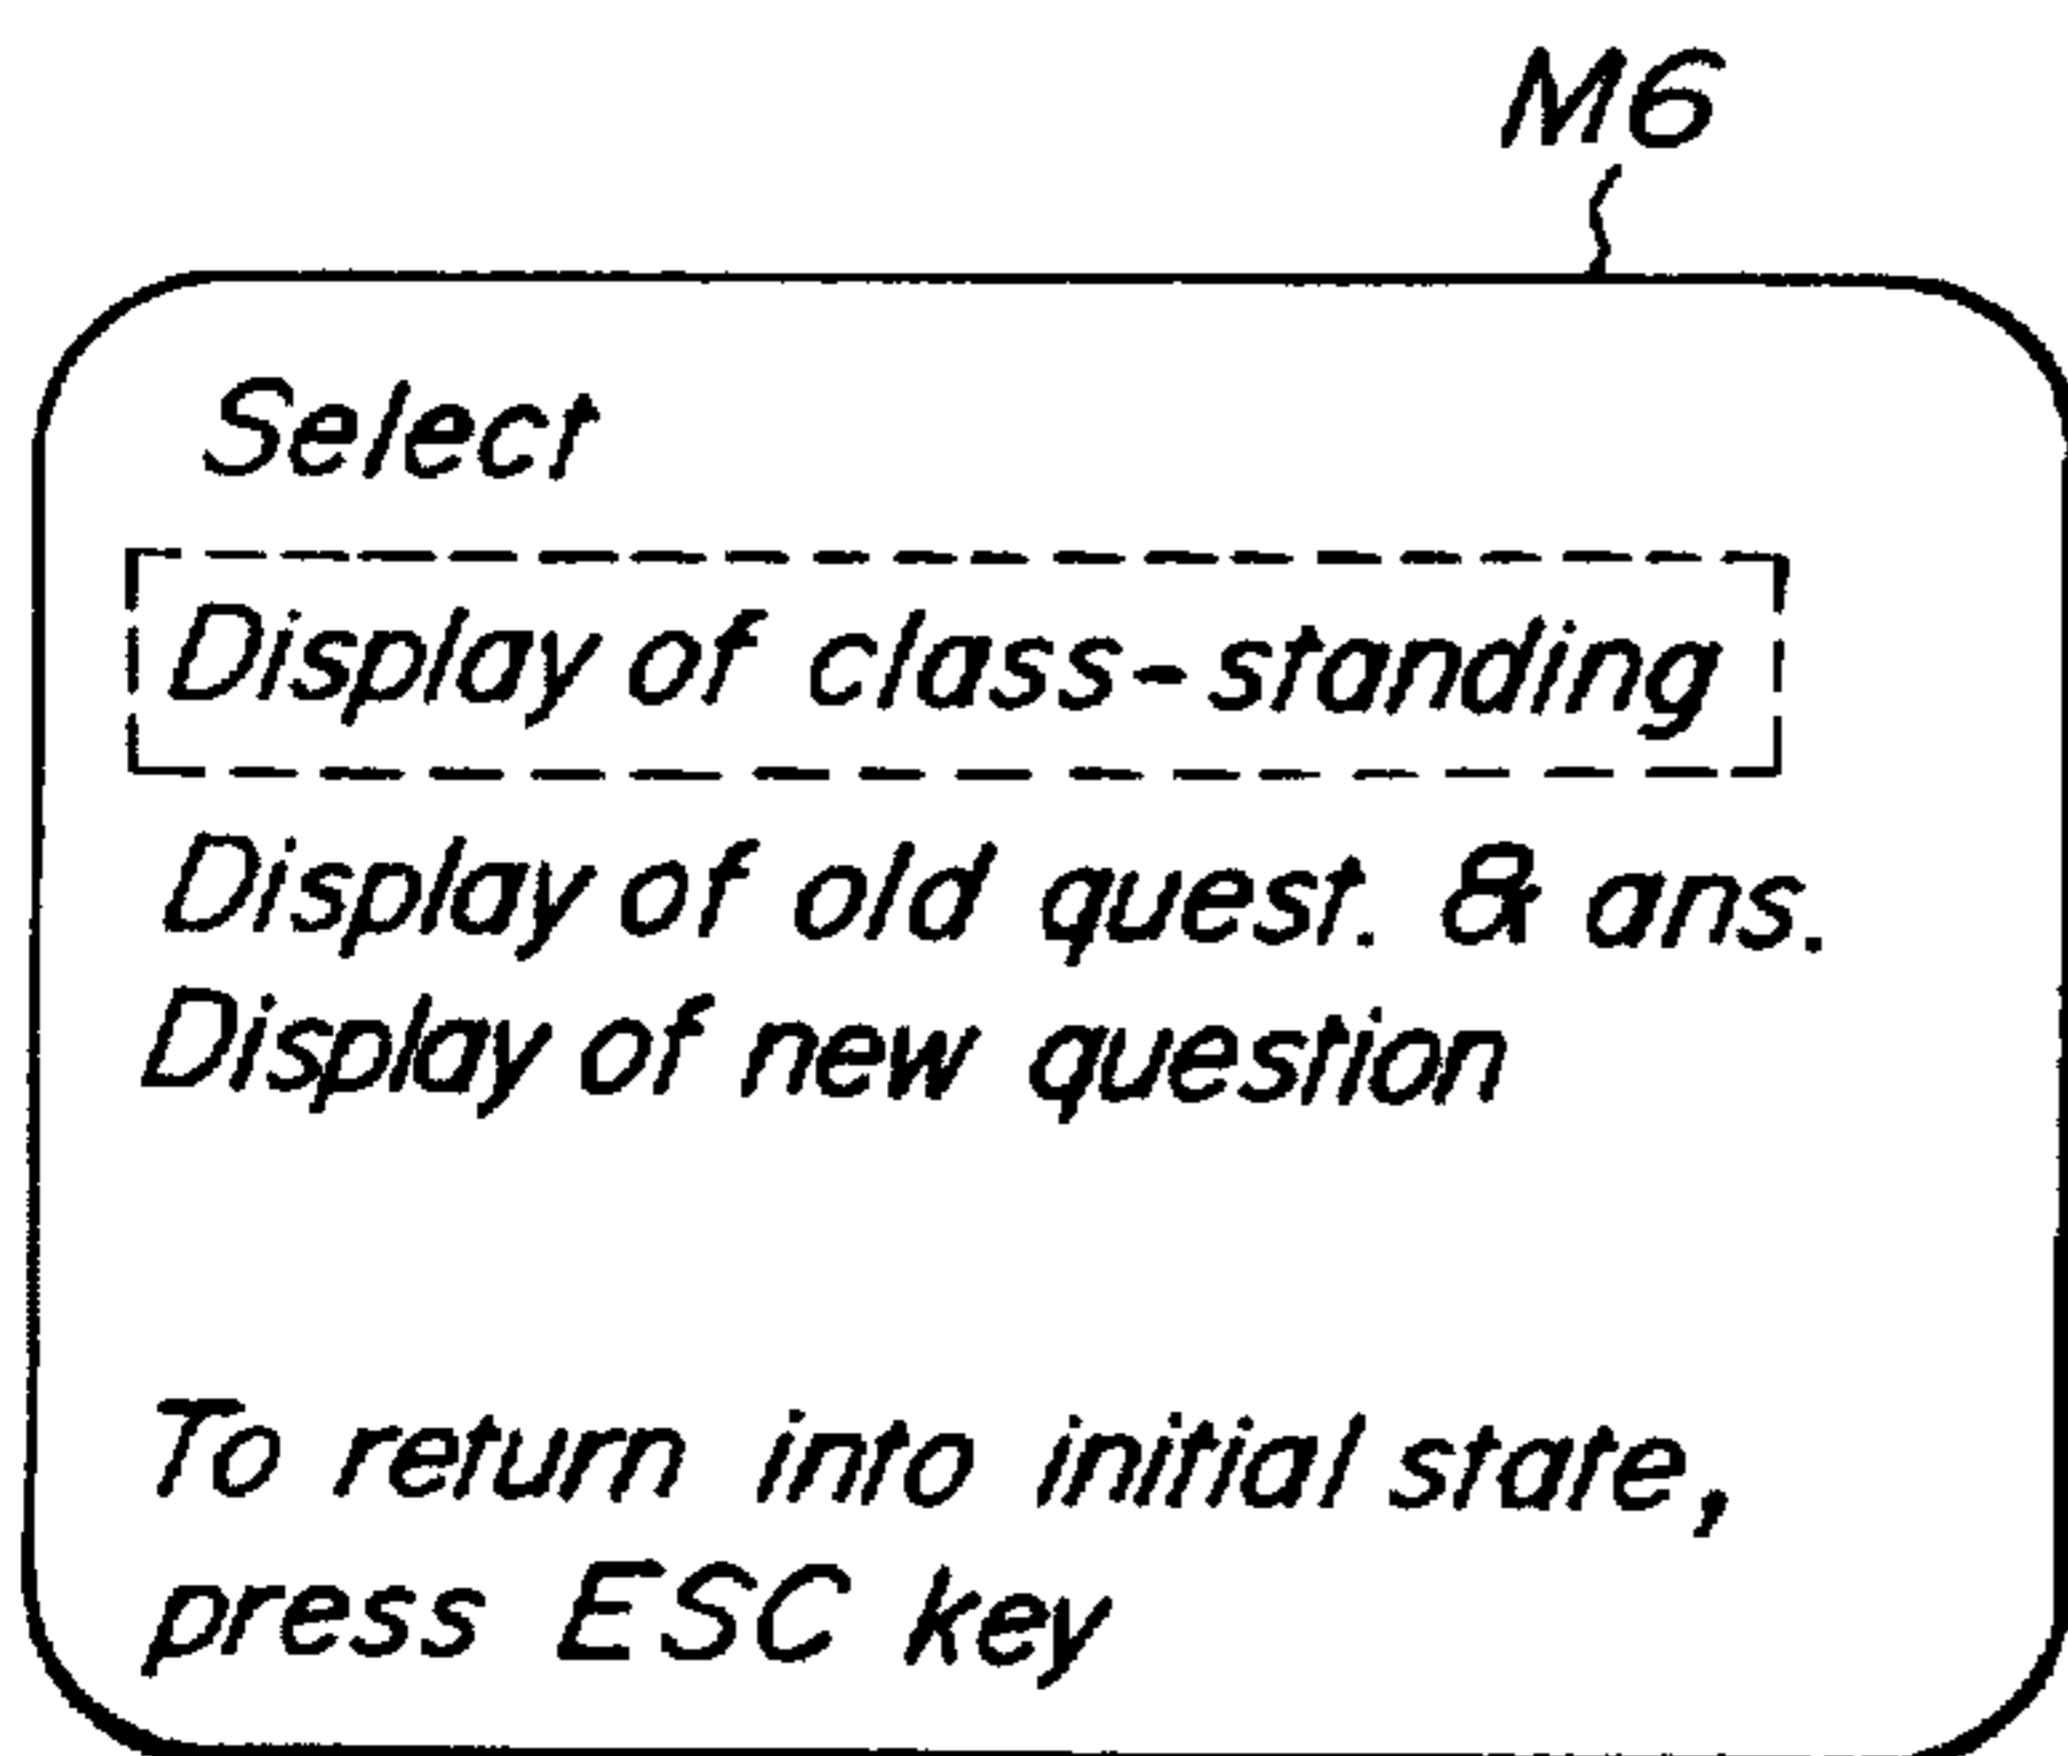 M6
Select
Display of class-standing
Display of old quest. & ans.
Display of new question
To return into initial state,
press ESC key